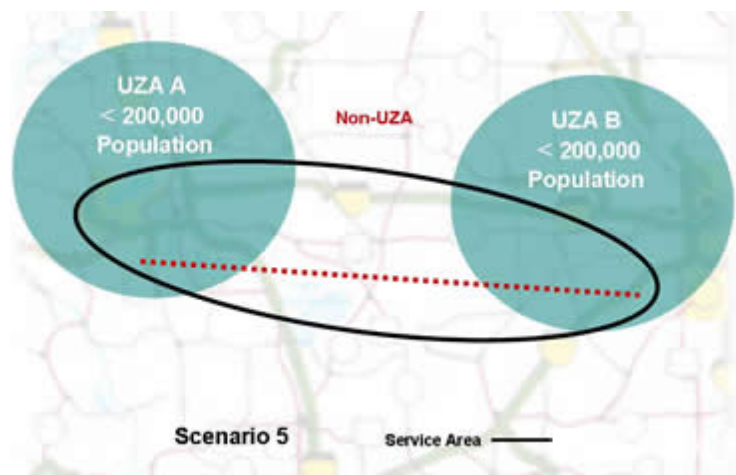 UZA A
< 200,000
Population
Non-UZA
UZA B
< 200,000
Population
Scenario 5
Service Area